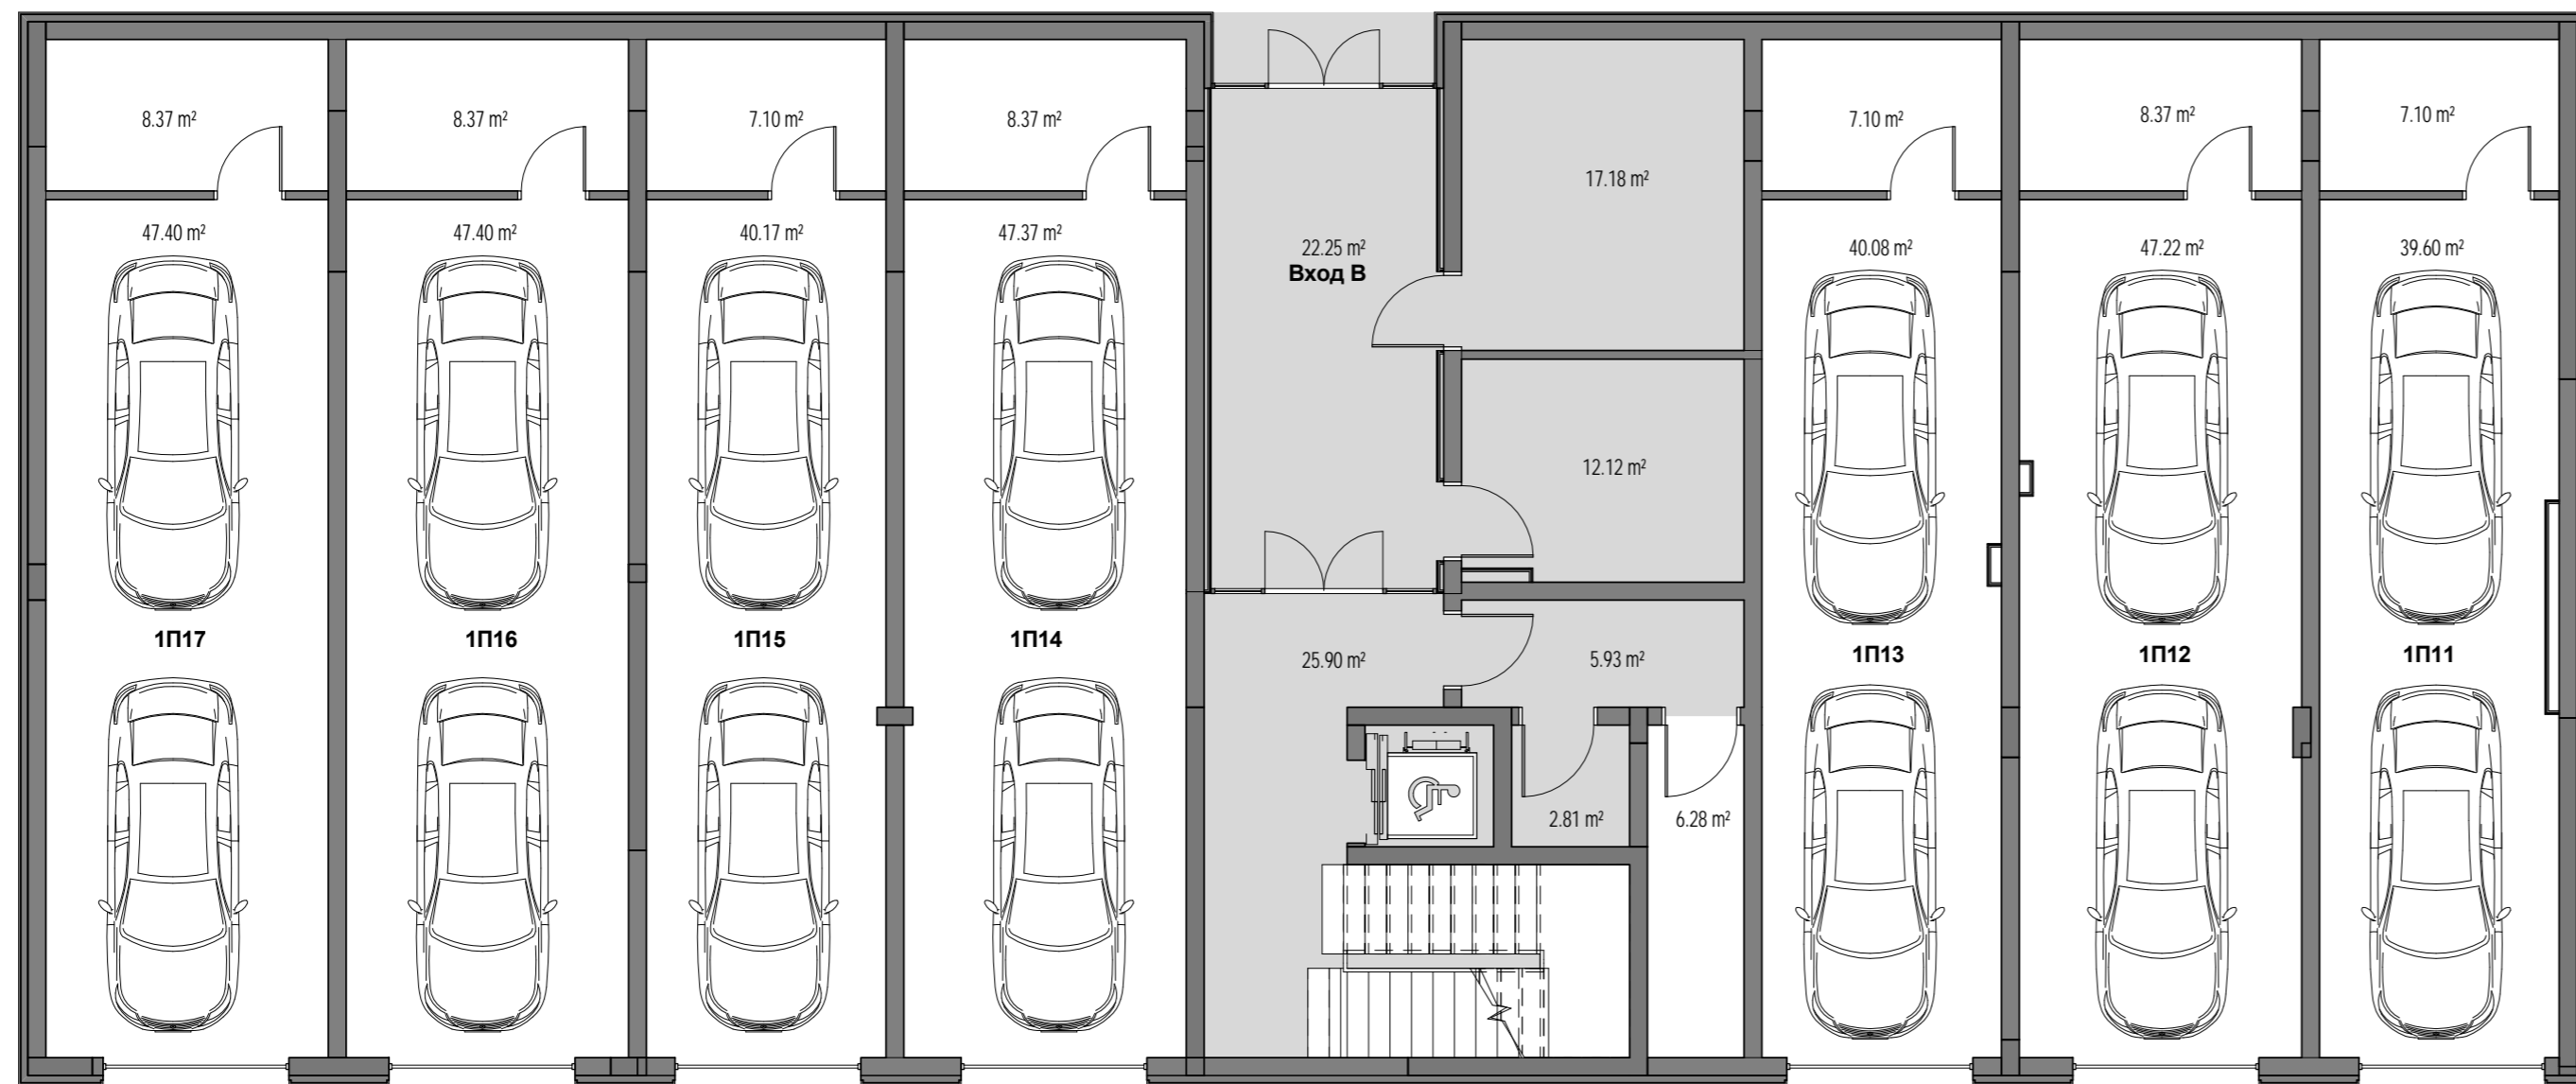 8.37 m²
8.37 m²
7.10 m²
8.37 m²
7.10 m²
8.37 m²
7.10 m²
17.18 m²
47.40 m²
47.40 m²
40.17 m²
47.37 m²
22.25 m²
Вход В
40.08 m²
47.22 m²
39.60 m²
12.12 m²
1П17
1П16
1П15
1П14
25.90 m²
5.93 m²
1П13
1П12
1П11
2.81 m²
6.28 m²